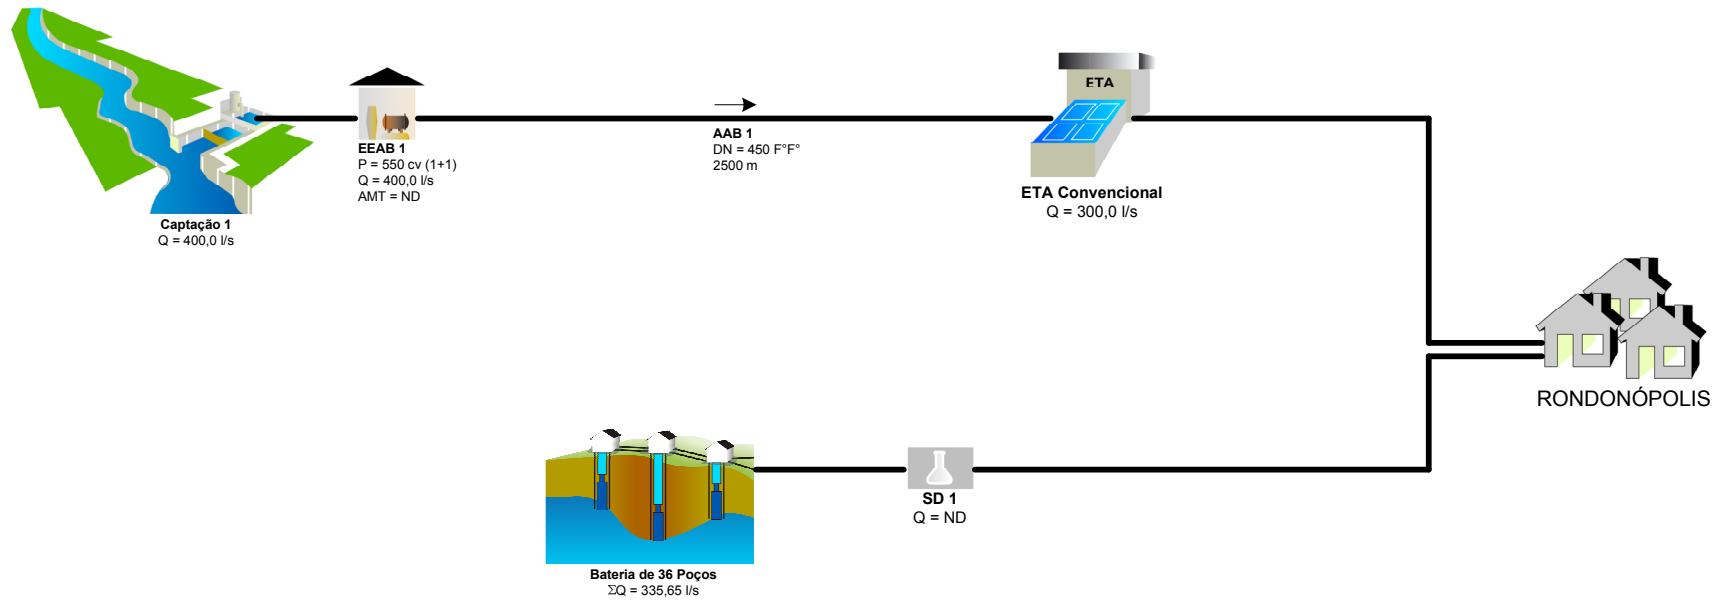 ETA
AAB 1
DN = 450 F°F°
2500 m
EEAB 1
P = 550 cv (1+1)
Q = 400,0 l/s
AMT = ND
ETA Convencional
Q = 300,0 l/s
Captação 1
Q = 400,0 l/s
RONDONÓPOLIS
SD 1
Q = ND
Bateria de 36 Poços
ΣQ = 335,65 l/s